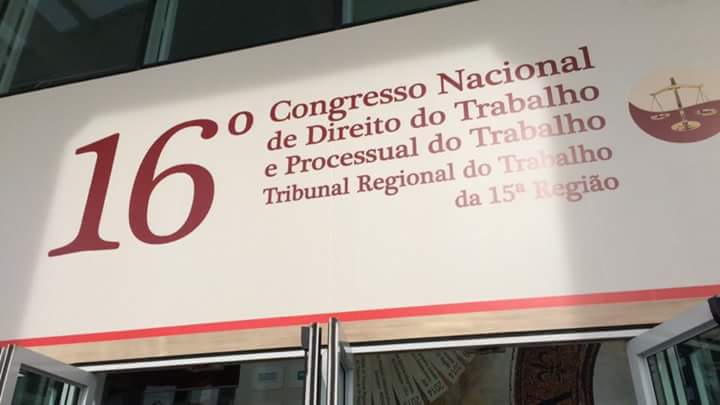 16º
Congresso Nacional
de Direito do Trabalho
e Processual do Trabalho
Tribunal Regional do Trabalho
da 15ª Região